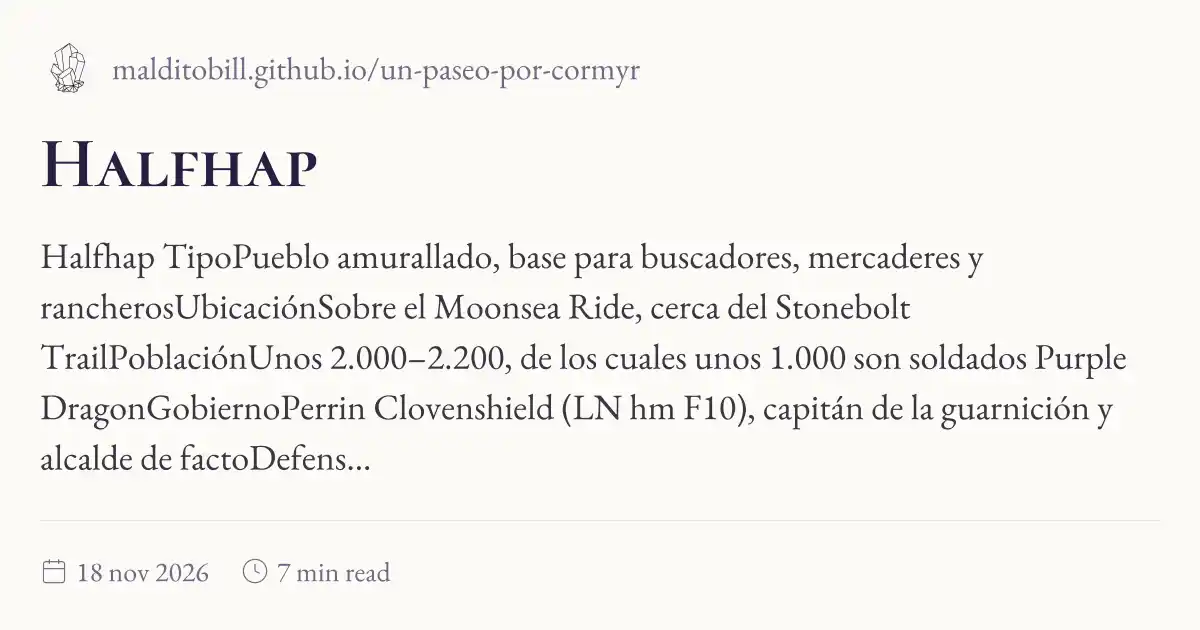 malditobill.github.io/un-paseo-por-cormyr
Halfhap
Halfhap TipoPueblo amurallado, base para buscadores, mercaderes y
rancherosUbicaciónSobre el Moonsea Ride, cerca del Stonebolt
TrailPoblaciónUnos 2.000–2.200, de los cuales unos 1.000 son soldados Purple
DragonGobiernoPerrin Clovenshield (LN hm F10), capitán de la guarnición y
alcalde de factoDefens...
18 nov 2026 7 min read